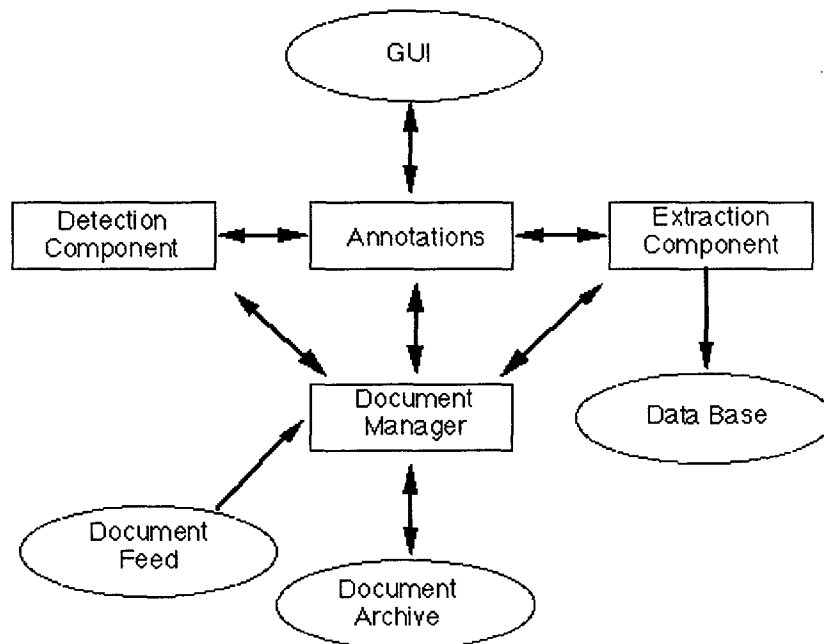 GUI
Detection
Component
Annotations
Extraction
Component
Document
Manager
Data Base
Document
Feed
Document
Archive